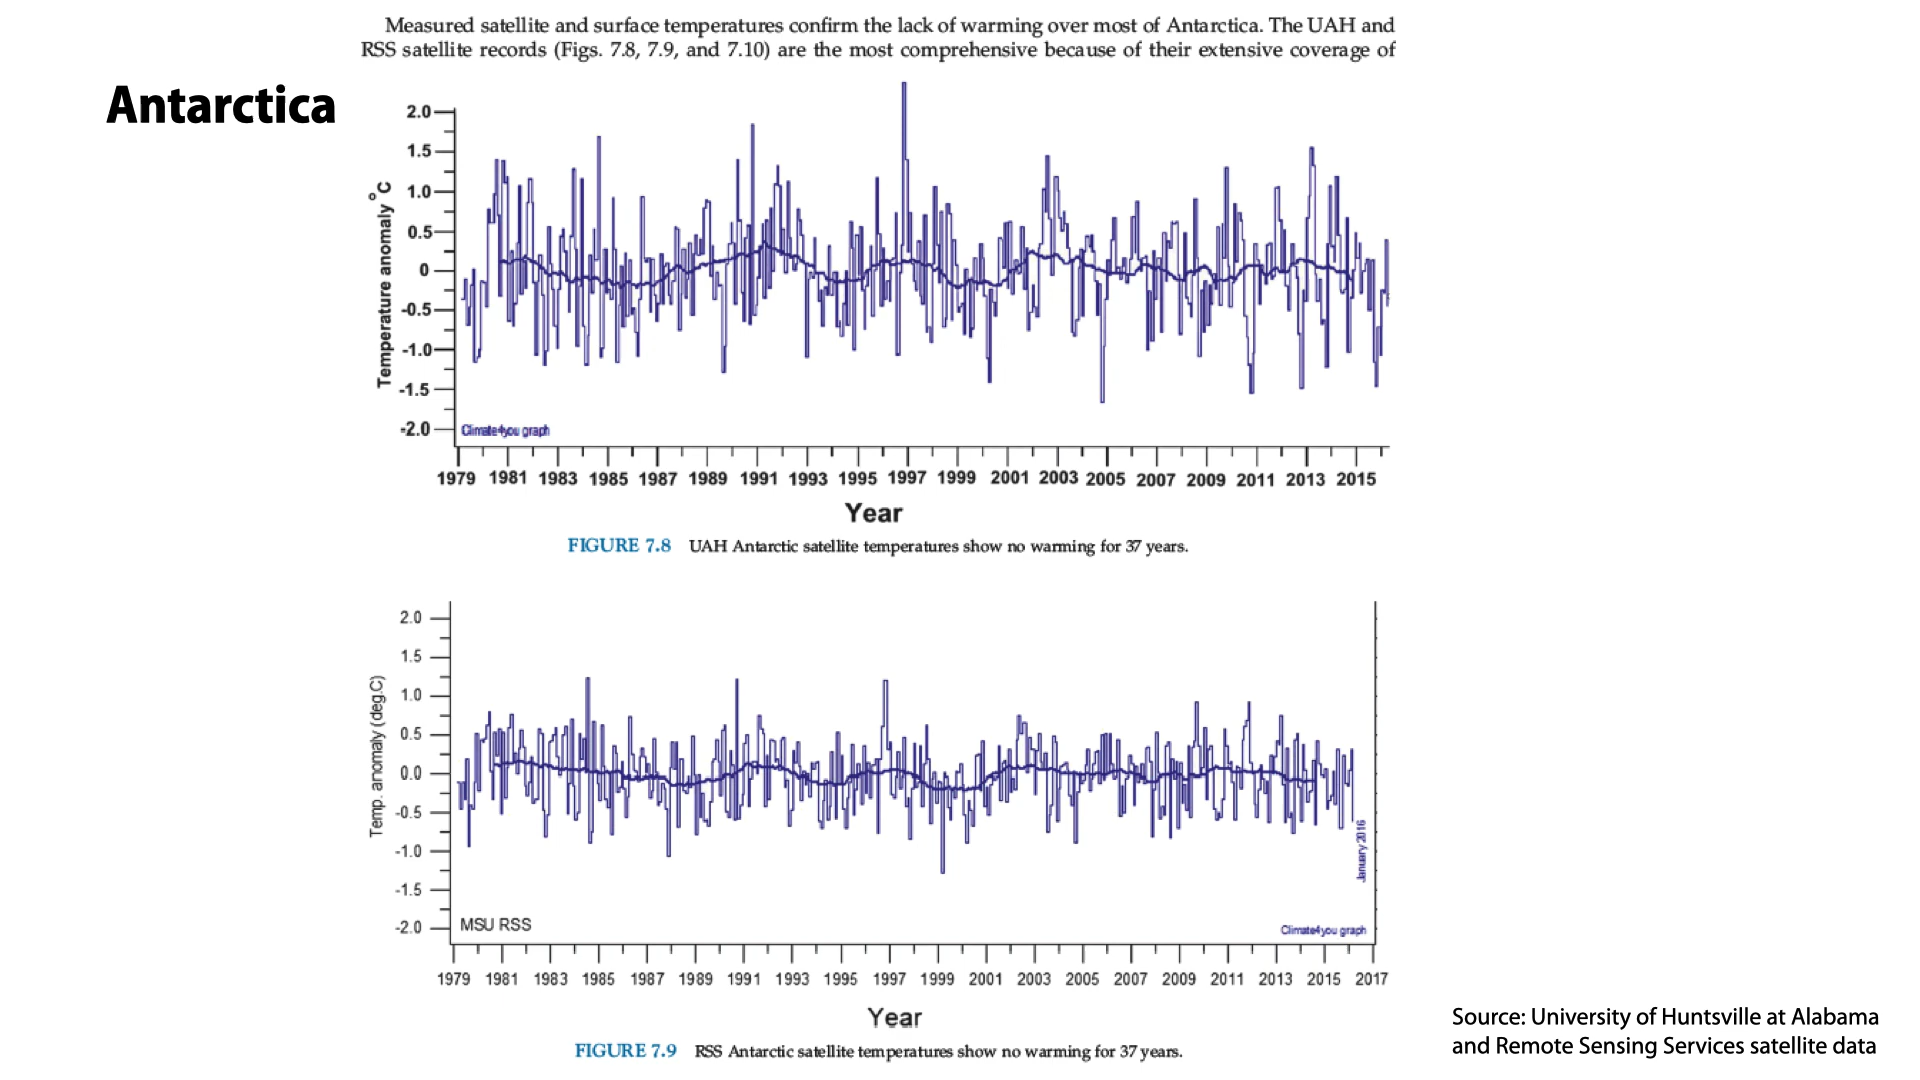 Measured satellite and surface temperatures confirm the lack of warming over most of Antarctica. The UAH and
RSS satellite records (Figs. 7.8, 7.9, and 7.10) are the most comprehensive because of their extensive coverage of
Antarctica
Temperature anomaly °C
2.0
1.5
1.0
0.5
0
-0.5
-1.0
-1.5
-2.0
Climate4you graph
1979 1981 1983 1985 1987 1989 1991 1993 1995 1997 1999 2001 2003 2005 2007 2009 2011 2013 2015
Year
FIGURE 7.8 UAH Antarctic satellite temperatures show no warming for 37 years.
Temp. anomaly (deg.C)
2.0
1.5
1.0
0.5
0.0
-0.5
-1.0
-1.5
-2.0
January 2016
MSU RSS
Climate4you graph
1979 1981 1983 1985 1987 1989 1991 1993 1995 1997 1999 2001 2003 2005 2007 2009 2011 2013 2015 2017
Year
FIGURE 7.9 RSS Antarctic satellite temperatures show no warming for 37 years.
Source: University of Huntsville at Alabama
and Remote Sensing Services satellite data